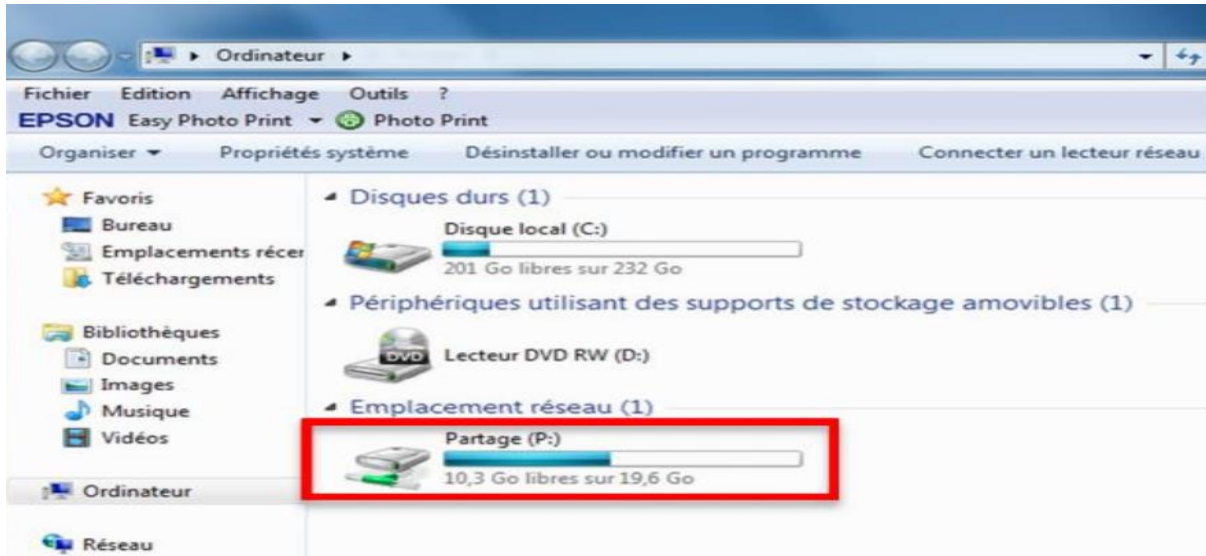 Ordinateur
Fichier Edition Affichage Outils ?
EPSON Easy Photo Print Photo Print
Organiser Propriétés système Désinstaller ou modifier un programme Connecter un lecteur réseau
Favoris
Bureau
Emplacements récen
Téléchargements
Bibliothèques
Documents
Images
Musique
Vidéos
Ordinateur
Réseau
Disques durs (1)
Disque local (C:)
201 Go libres sur 232 Go
Périphériques utilisant des supports de stockage amovibles (1)
DVD
Lecteur DVD RW (D:)
Emplacement réseau (1)
Partage (P:)
10,3 Go libres sur 19,6 Go